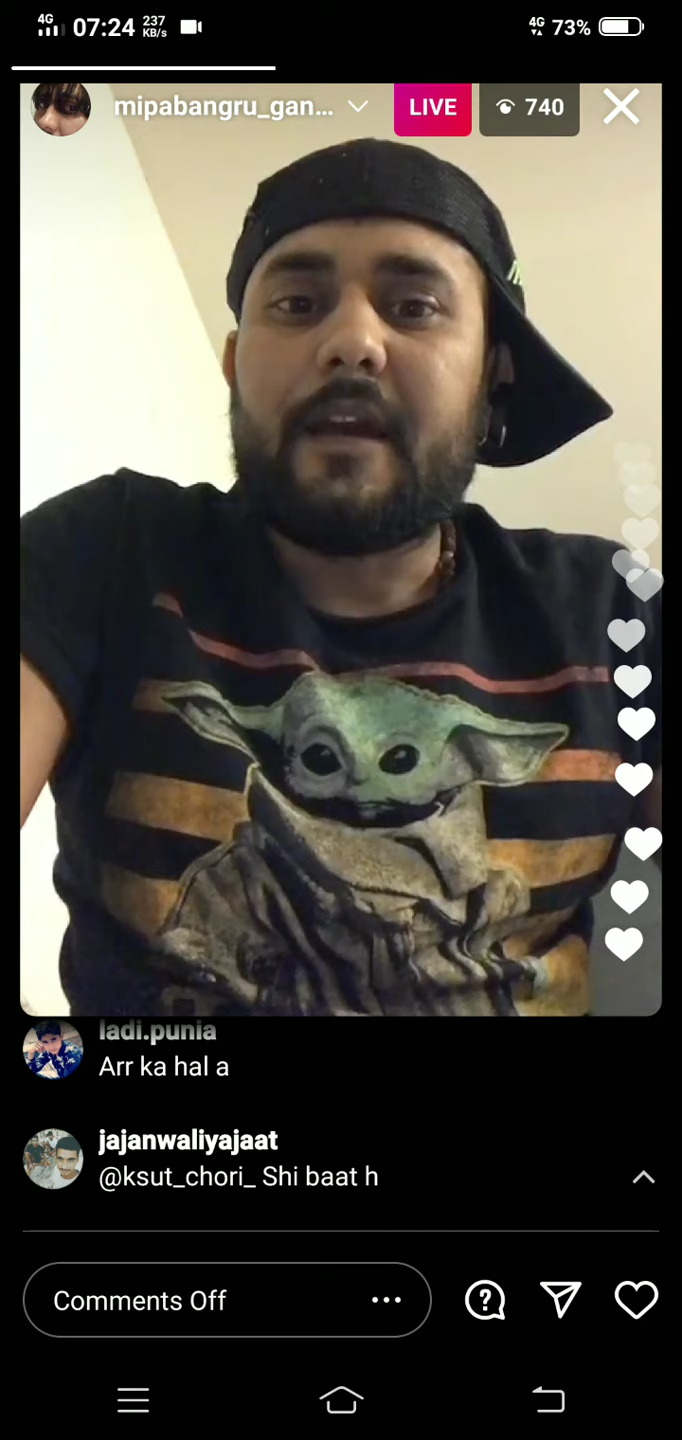 4G 07:24 237 KB/s 4G 73%
mipabangru_gan... LIVE 740
ladi.punia
Arr ka hal a
jajanwaliyajaat
@ksut_chori_ Shi baat h
Comments Off